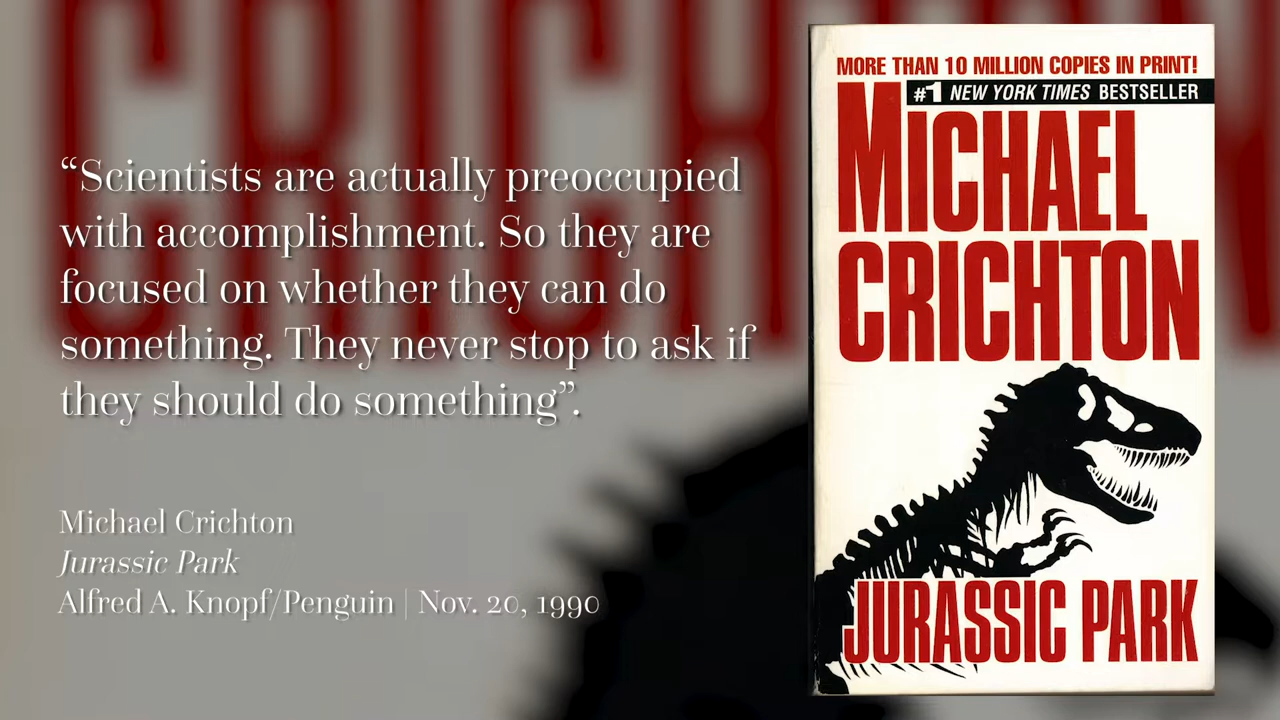 “Scientists are actually preoccupied
with accomplishment. So they are
focused on whether they can do
something. They never stop to ask if
they should do something”.
Michael Crichton
Jurassic Park
Alfred A. Knopf/Penguin | Nov. 20, 1990
MORE THAN 10 MILLION COPIES IN PRINT!
#1 NEW YORK TIMES BESTSELLER
MICHAEL
CRICHTON
JURASSIC PARK